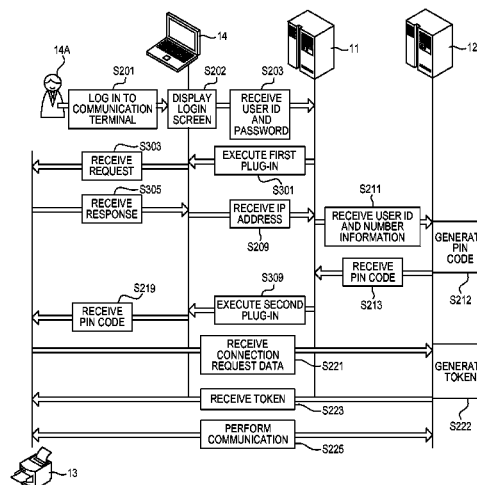 14
11
12
14A
S201
S202
S203
LOG IN TO
COMMUNICATION
TERMINAL
DISPLAY
LOGIN
SCREEN
RECEIVE
USER ID
AND
PASSWORD
S303
RECEIVE
REQUEST
EXECUTE FIRST
PLUG-IN
S301
S305
RECEIVE
RESPONSE
RECEIVE IP
ADDRESS
S209
S211
RECEIVE USER ID
AND NUMBER
INFORMATION
GENERATE
PIN
CODE
S212
RECEIVE
PIN CODE
S213
S219
RECEIVE
PIN CODE
S309
EXECUTE SECOND
PLUG-IN
RECEIVE
CONNECTION
REQUEST DATA
S221
GENERATE
TOKEN
S222
RECEIVE TOKEN
S223
PERFORM
COMMUNICATION
S225
13